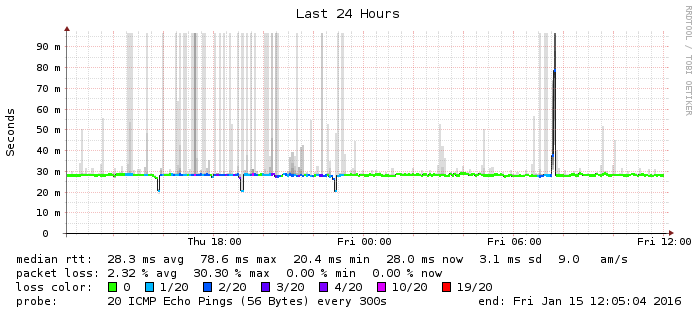 Last 24 Hours
RRDTOOL / TOBI OETIKER
Seconds
90 m
80 m
70 m
60 m
50 m
40 m
30 m
20 m
10 m
0
Thu 18:00 Fri 00:00 Fri 06:00 Fri 12:00
median rtt: 28.3 ms avg 78.6 ms max 20.4 ms min 28.0 ms now 3.1 ms sd 9.0 am/s
packet loss: 2.32 % avg 30.30 % max 0.00 % min 0.00 % now
loss color: 0 1/20 2/20 3/20 4/20 10/20 19/20
probe: 20 ICMP Echo Pings (56 Bytes) every 300s end: Fri Jan 15 12:05:04 2016